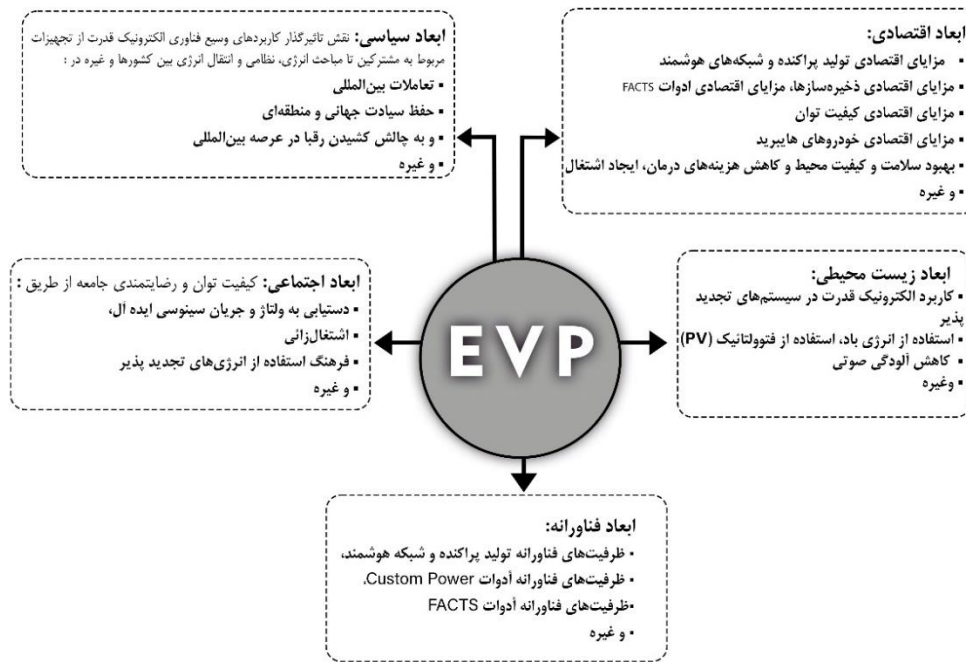 ابعاد اقتصادی:
▪ مزایای اقتصادی تولید پراکنده و شبکه‌های هوشمند
▪ مزایای اقتصادی ذخیره‌سازها، مزایای اقتصادی ادوات FACTS
▪ مزایای اقتصادی کیفیت توان
▪ مزایای اقتصادی خودروهای هایبرید
▪ بهبود سلامت و کیفیت محیط و کاهش هزینه‌های درمان، ایجاد اشتغال
▪ و غیره
ابعاد سیاسی: نقش تاثیرگذار کاربردهای وسیع فناوری الکترونیک قدرت از تجهیزات
مربوط به مشترکین تا مباحث انرژی، نظامی و انتقال انرژی بین کشورها و غیره در :
▪ تعاملات بین‌المللی
▪ حفظ سیادت جهانی و منطقه‌ای
▪ و به چالش کشیدن رقبا در عرصه بین‌المللی
▪ و غیره
ابعاد زیست محیطی:
▪ کاربرد الکترونیک قدرت در سیستم‌های تجدید
پذیر
▪ استفاده از انرژی باد، استفاده از فتوولتانیک (PV)
▪ کاهش آلودگی صوتی
▪ وغیره
EVP
ابعاد اجتماعی: کیفیت توان و رضایتمندی جامعه از طریق :
▪ دستیابی به ولتاژ و جریان سینوسی ایده آل،
▪ اشتغال‌زائی
▪ فرهنگ استفاده از انرژی‌های تجدید پذیر
▪ و غیره
ابعاد فناورانه:
▪ ظرفیت‌های فناورانه تولید پراکنده و شبکه هوشمند،
▪ ظرفیت‌های فناورانه أدوات Custom Power،
▪ظرفیت‌های فناورانه أدوات FACTS
▪ و غیره